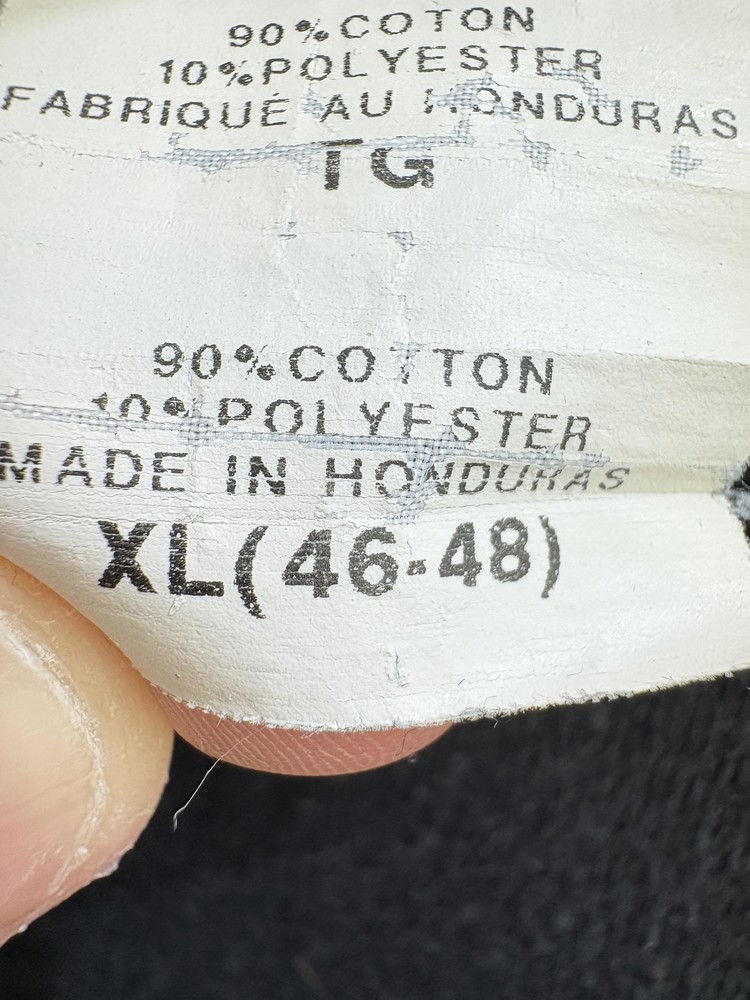 90% COTON
10% POLYESTER
FABRIQUÉ AU HONDURAS
TG
90% COTTON
10% POLYESTER
MADE IN HONDURAS
XL(46-48)